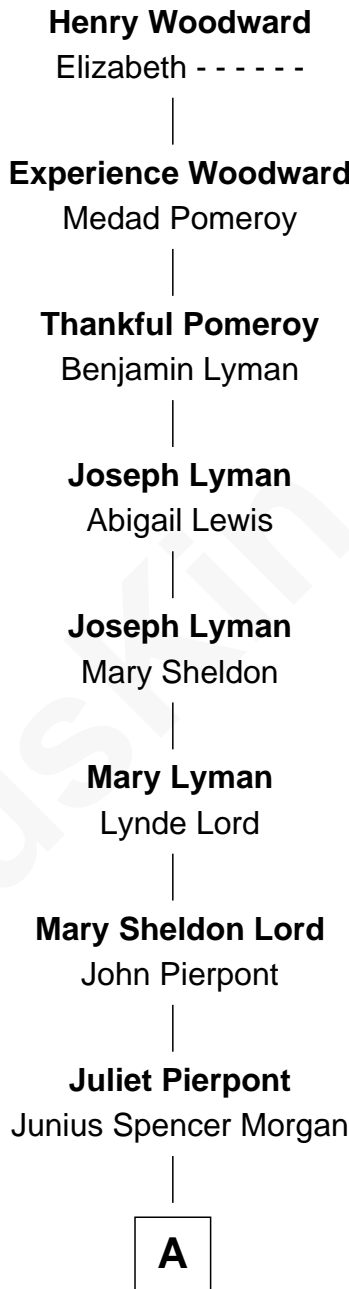 Henry Woodward
Elizabeth - - - - - -
Experience Woodward
Medad Pomeroy
Thankful Pomeroy
Benjamin Lyman
Joseph Lyman
Abigail Lewis
Joseph Lyman
Mary Sheldon
Mary Lyman
Lynde Lord
Mary Sheldon Lord
John Pierpont
Juliet Pierpont
Junius Spencer Morgan
A